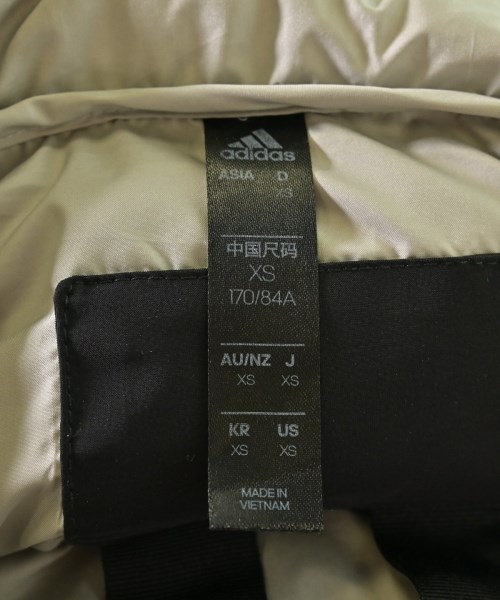 adidas
ASIA D
XS
中国尺码
XS
170/84A
AU/NZ J
XS XS
KR US
XS XS
MADE IN
VIETNAM